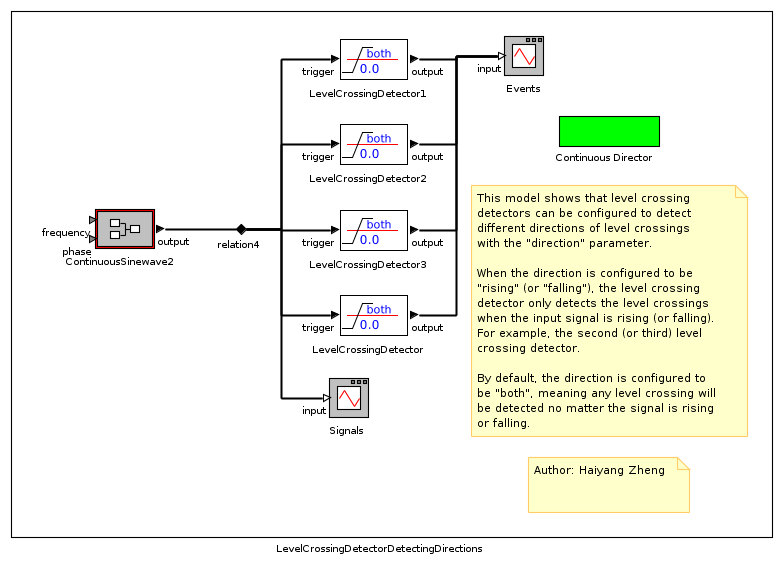 both
0.0
trigger
output
LevelCrossingDetector1
input
Events
both
0.0
trigger
output
LevelCrossingDetector2
Continuous Director
frequency
phase
output
ContinuousSinewave2
relation4
both
0.0
trigger
output
LevelCrossingDetector3
both
0.0
trigger
output
LevelCrossingDetector
input
Signals
This model shows that level crossing
detectors can be configured to detect
different directions of level crossings
with the "direction" parameter.
When the direction is configured to be
"rising" (or "falling"), the level crossing
detector only detects the level crossings
when the input signal is rising (or falling).
For example, the second (or third) level
crossing detector.
By default, the direction is configured to
be "both", meaning any level crossing will
be detected no matter the signal is rising
or falling.
Author: Haiyang Zheng
LevelCrossingDetectorDetectingDirections